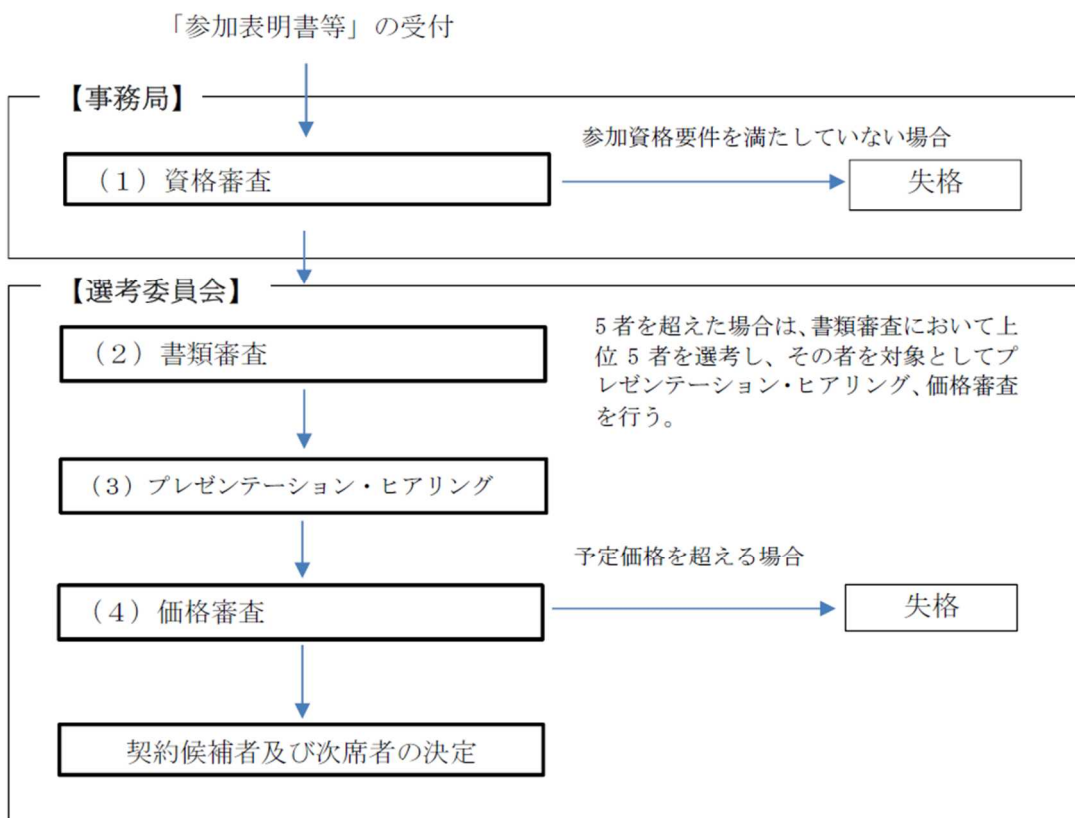 「参加表明書等」の受付
【事務局】
参加資格要件を満たしていない場合
（１）資格審査
失格
【選考委員会】
5 者を超えた場合は、書類審査において上
位 5 者を選考し、その者を対象としてプ
レゼンテーション・ヒアリング、価格審査
を行う。
（２）書類審査
（３）プレゼンテーション・ヒアリング
予定価格を超える場合
（４）価格審査
失格
契約候補者及び次席者の決定